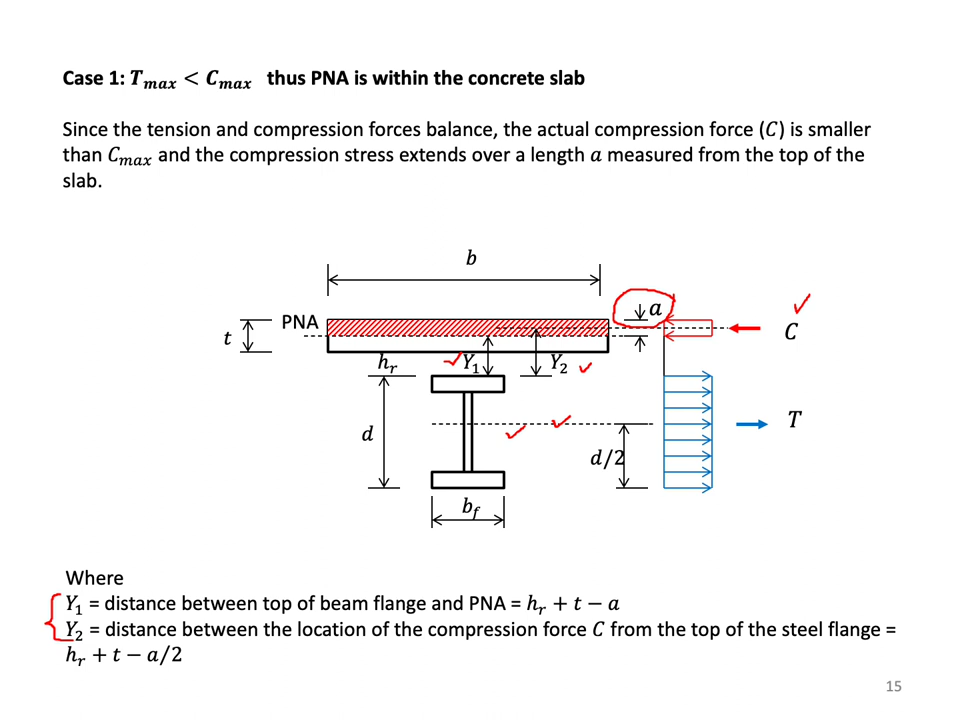 Case 1: T_max < C_max thus PNA is within the concrete slab
Since the tension and compression forces balance, the actual compression force (C) is smaller
than C_max and the compression stress extends over a length a measured from the top of the
slab.
b
a
PNA
C
t
h_r
Y_1
Y_2
T
d
d/2
b_f
Where
Y_1 = distance between top of beam flange and PNA = h_r + t − a
Y_2 = distance between the location of the compression force C from the top of the steel flange =
h_r + t − a/2
15